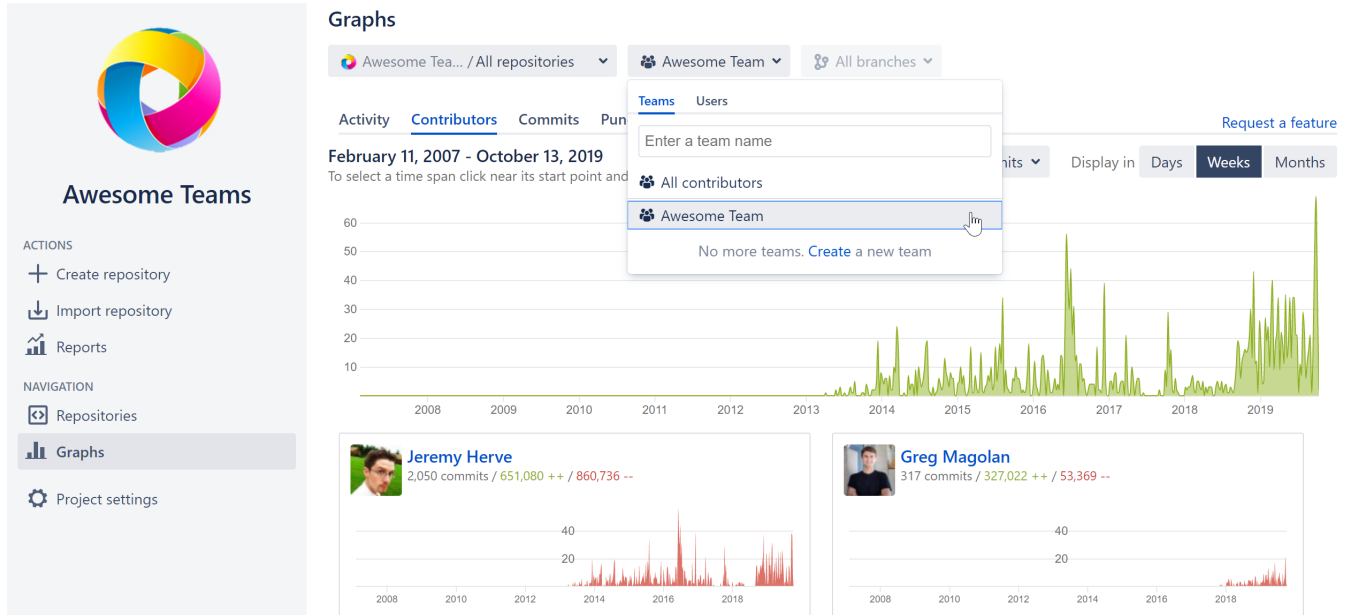 Graphs
Awesome Tea... / All repositories
Awesome Team
All branches
Teams
Users
Enter a team name
All contributors
Awesome Team
No more teams. Create a new team
Awesome Teams
ACTIONS
Create repository
Import repository
Reports
NAVIGATION
Repositories
Graphs
Project settings
Activity
Contributors
Commits
Request a feature
February 11, 2007 - October 13, 2019
To select a time span click near its start point and
Display in
Days
Weeks
Months
60
50
40
30
20
10
2008 2009 2010 2011 2012 2013 2014 2015 2016 2017 2018 2019
Jeremy Herve
2,050 commits / 651,080 ++ / 860,736 --
40
20
2008 2010 2012 2014 2016 2018
Greg Magolan
317 commits / 327,022 ++ / 53,369 --
40
20
2008 2010 2012 2014 2016 2018